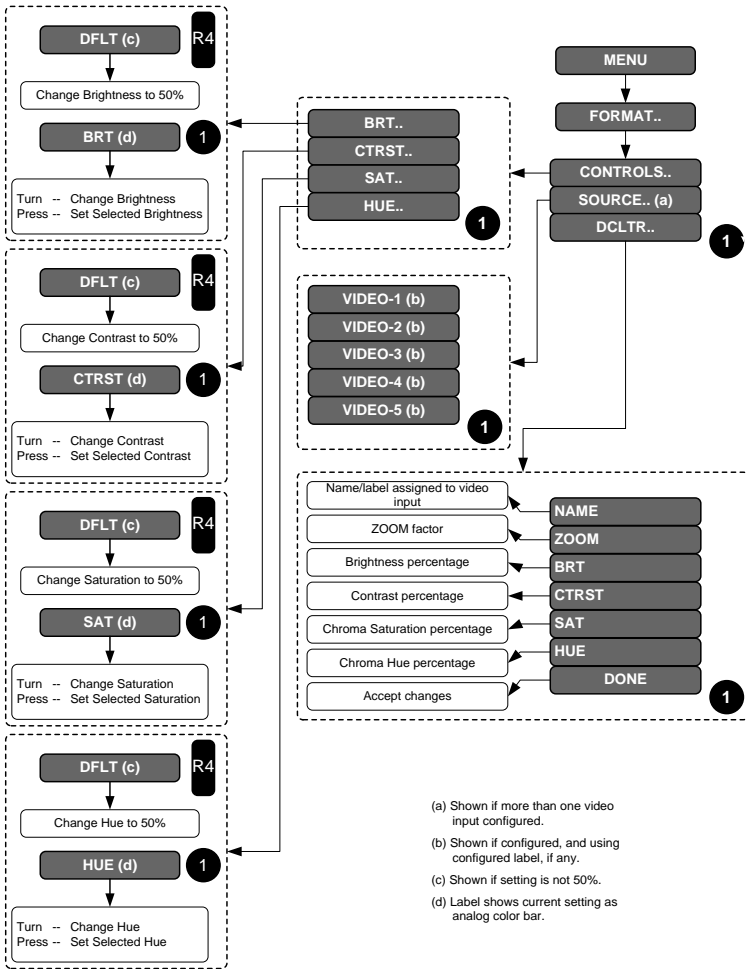 DFLT (c)
R4
Change Brightness to 50%
BRT (d)
1
Turn -- Change Brightness
Press -- Set Selected Brightness
DFLT (c)
R4
Change Contrast to 50%
CTRST (d)
1
Turn -- Change Contrast
Press -- Set Selected Contrast
DFLT (c)
R4
Change Saturation to 50%
SAT (d)
1
Turn -- Change Saturation
Press -- Set Selected Saturation
DFLT (c)
R4
Change Hue to 50%
HUE (d)
1
Turn -- Change Hue
Press -- Set Selected Hue
BRT..
CTRST..
SAT..
HUE..
1
MENU
FORMAT..
CONTROLS..
SOURCE.. (a)
DCLTR..
1
VIDEO-1 (b)
VIDEO-2 (b)
VIDEO-3 (b)
VIDEO-4 (b)
VIDEO-5 (b)
1
Name/label assigned to video
input
NAME
ZOOM factor
ZOOM
Brightness percentage
BRT
Contrast percentage
CTRST
Chroma Saturation percentage
SAT
Chroma Hue percentage
HUE
Accept changes
DONE
1
(a) Shown if more than one video
input configured.
(b) Shown if configured, and using
configured label, if any.
(c) Shown if setting is not 50%.
(d) Label shows current setting as
analog color bar.